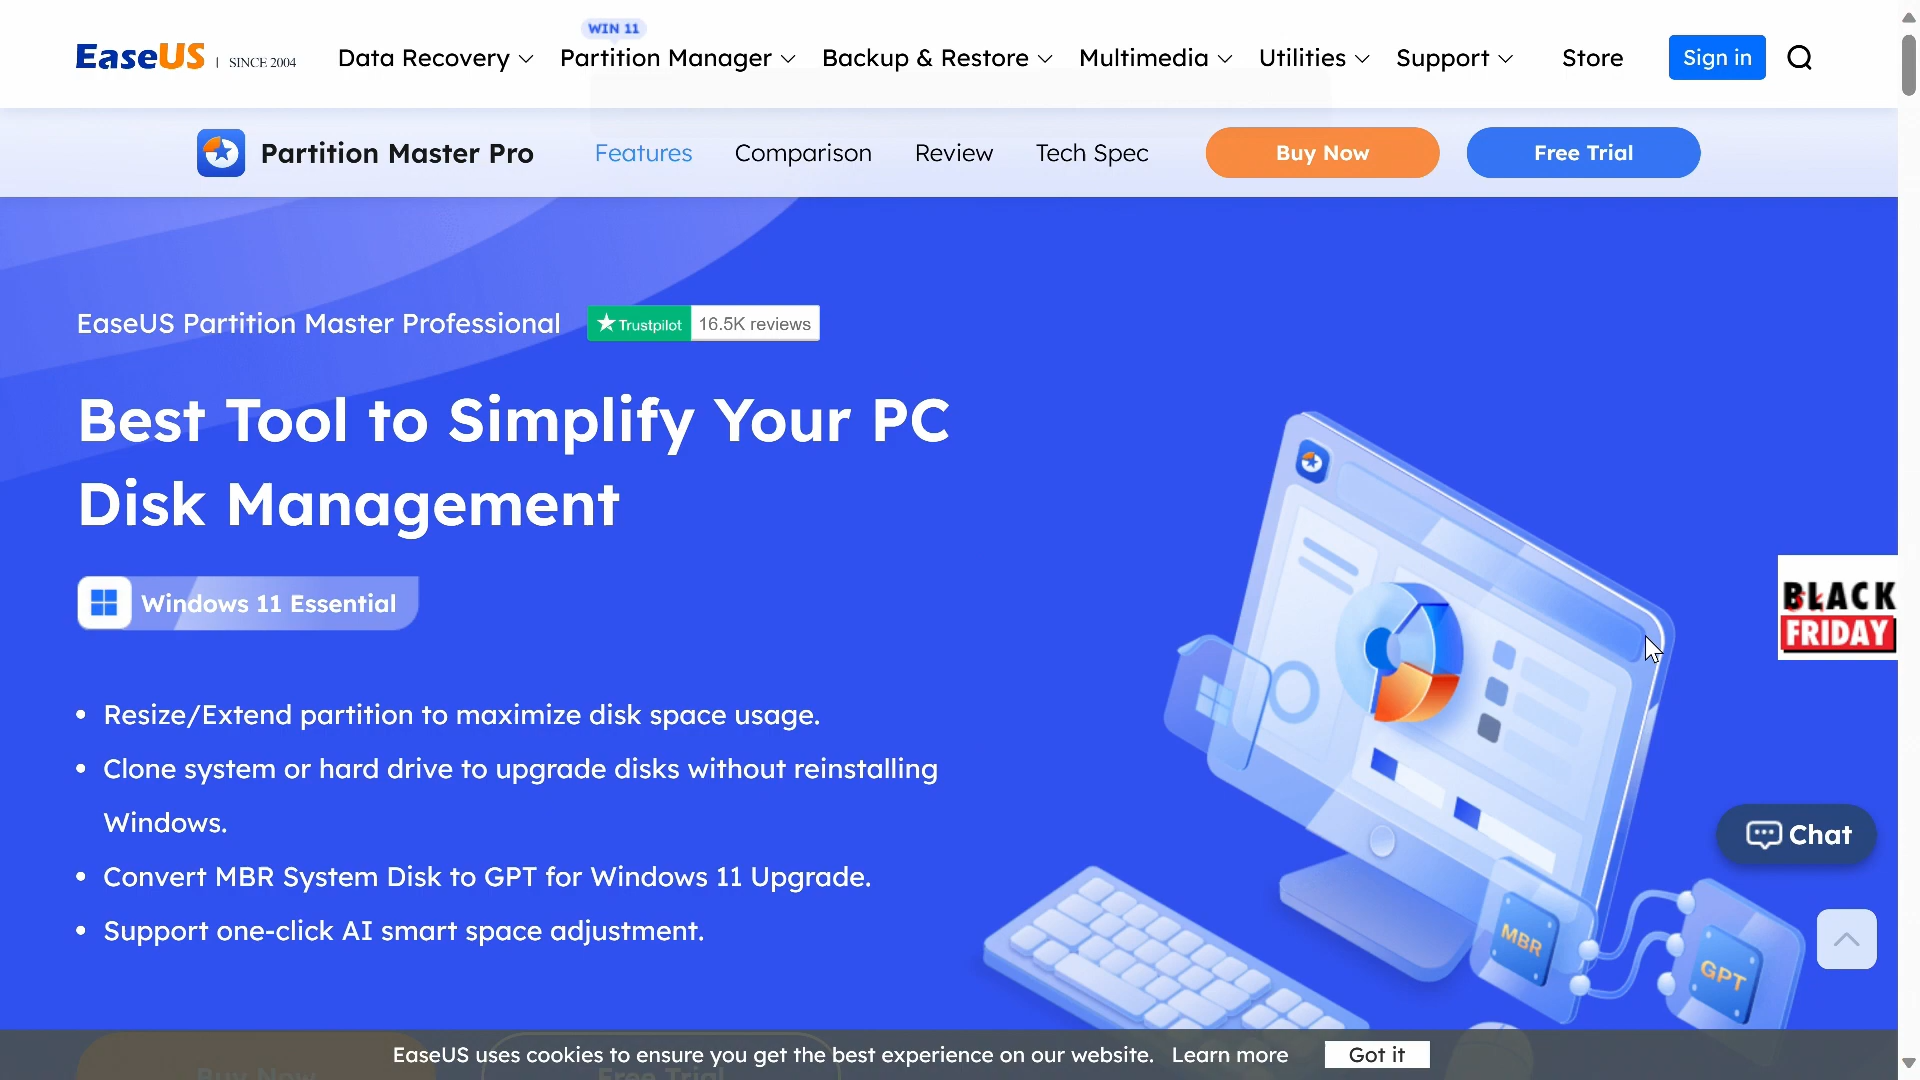 WIN 11
EaseUS | SINCE 2004 Data Recovery Partition Manager Backup & Restore Multimedia Utilities Support Store Sign in
Partition Master Pro Features Comparison Review Tech Spec Buy Now Free Trial
EaseUS Partition Master Professional Trustpilot 16.5K reviews
Best Tool to Simplify Your PC
Disk Management
Windows 11 Essential
BLACK
FRIDAY
• Resize/Extend partition to maximize disk space usage.
• Clone system or hard drive to upgrade disks without reinstalling
Windows.
• Convert MBR System Disk to GPT for Windows 11 Upgrade.
• Support one-click AI smart space adjustment.
Chat
MBR
GPT
EaseUS uses cookies to ensure you get the best experience on our website. Learn more Got it
Buy Now Free Trial